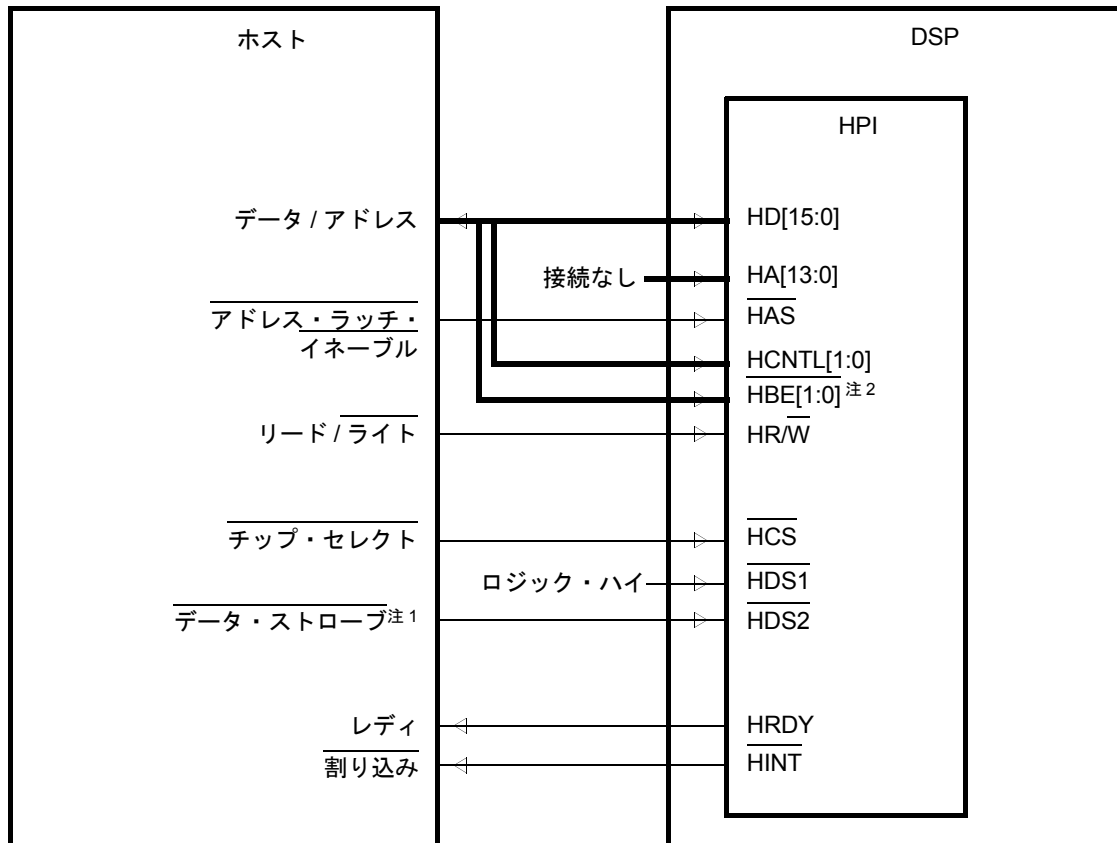 ホスト
DSP
HPI
データ / アドレス
HD[15:0]
接続なし
HA[13:0]
アドレス・ラッチ・
イネーブル
HAS
HCNTL[1:0]
HBE[1:0] 注 2
リード / ライト
HR/W
チップ・セレクト
HCS
ロジック・ハイ
HDS1
データ・ストローブ注 1
HDS2
レディ
HRDY
割り込み
HINT